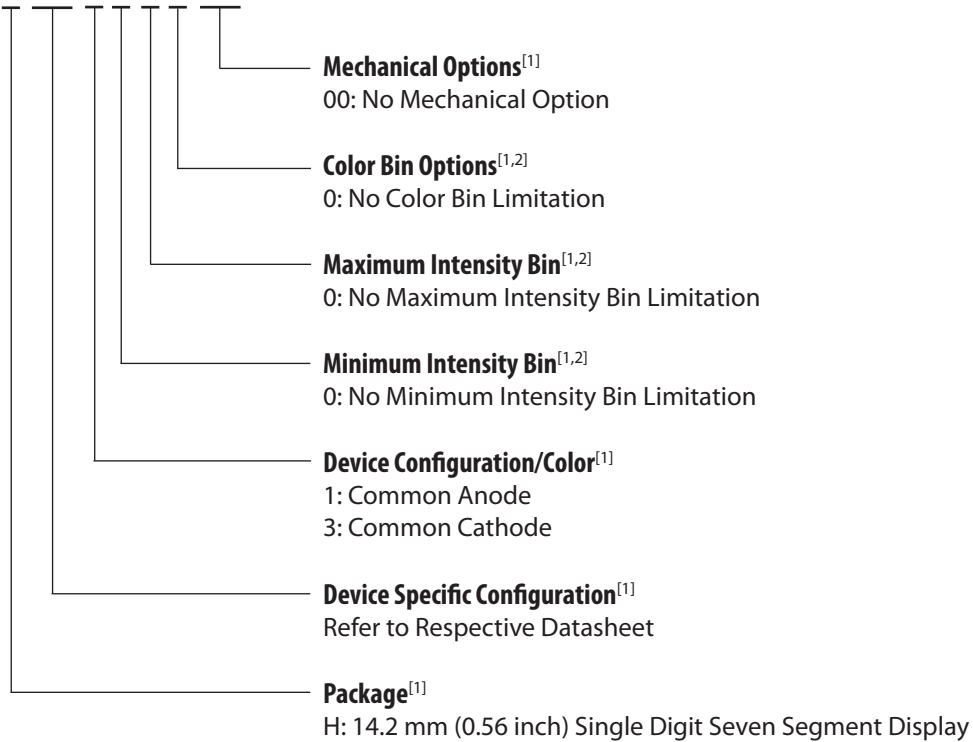 Mechanical Options[1]
00: No Mechanical Option
Color Bin Options[1,2]
0: No Color Bin Limitation
Maximum Intensity Bin[1,2]
0: No Maximum Intensity Bin Limitation
Minimum Intensity Bin[1,2]
0: No Minimum Intensity Bin Limitation
Device Configuration/Color[1]
1: Common Anode
3: Common Cathode
Device Specific Configuration[1]
Refer to Respective Datasheet
Package[1]
H: 14.2 mm (0.56 inch) Single Digit Seven Segment Display